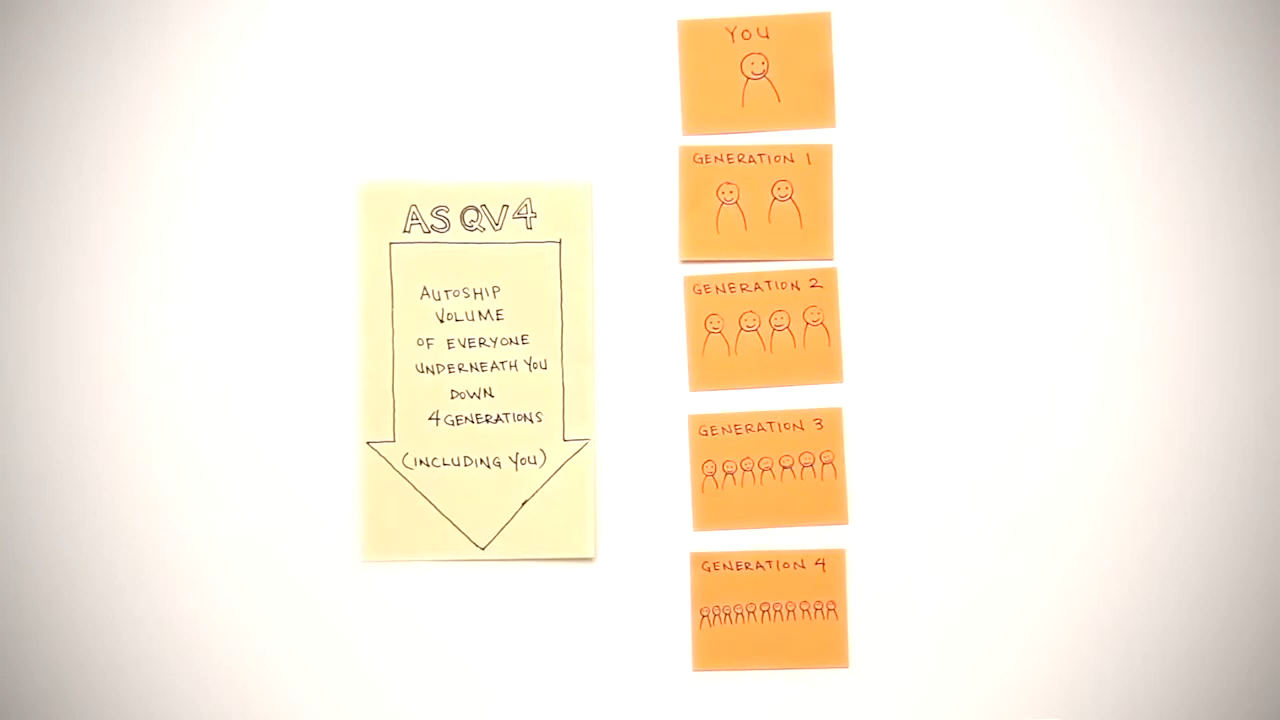 AS QV4
AUTOSHIP
VOLUME
OF EVERYONE
UNDERNEATH YOU
DOWN
4 GENERATIONS
(INCLUDING YOU)
YOU
GENERATION 1
GENERATION 2
GENERATION 3
GENERATION 4